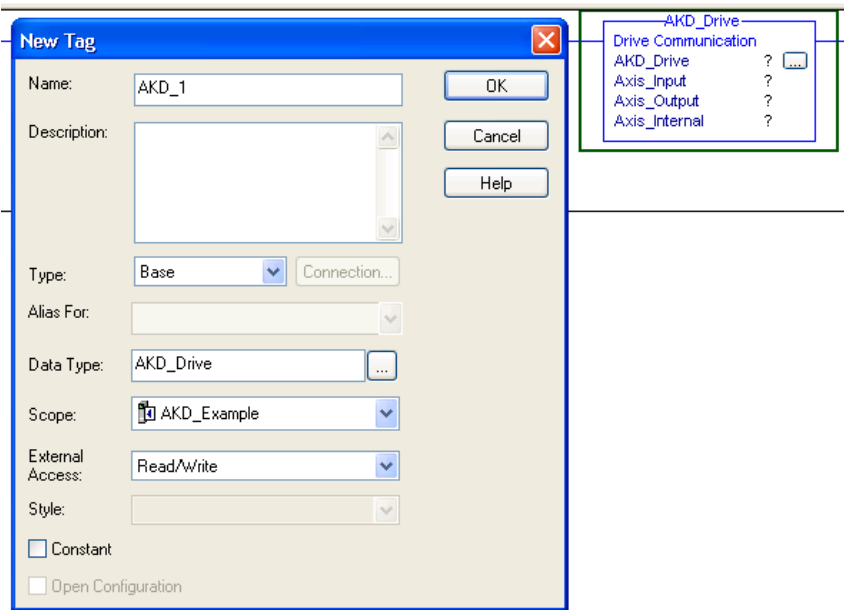 New Tag
Name: AKD_1
OK
Description:
Cancel
Help
Type: Base Connection...
Alias For:
Data Type: AKD_Drive ...
Scope: AKD_Example
External
Access: Read/Write
Style:
Constant
Open Configuration
AKD_Drive
Drive Communication
AKD_Drive ? ...
Axis_Input ?
Axis_Output ?
Axis_Internal ?